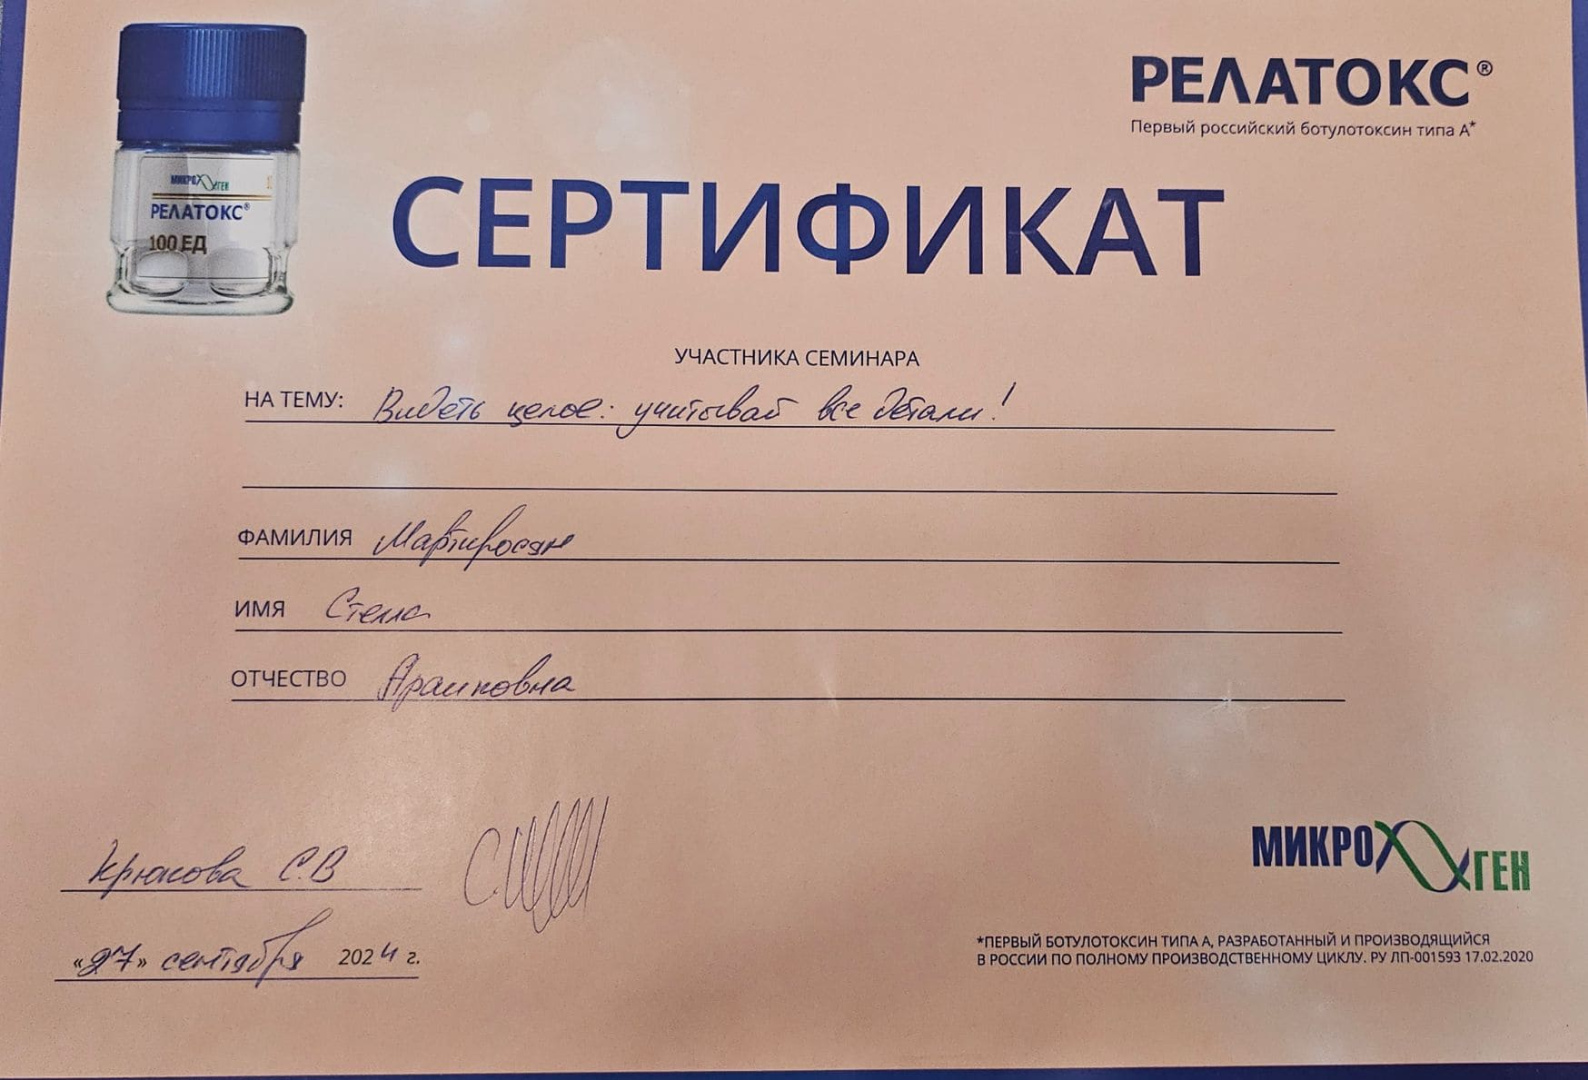 РЕЛАТОКС®
Первый российский ботулотоксин типа А*
МИКРОГЕН
РЕЛАТОКС®
100 ЕД
СЕРТИФИКАТ
УЧАСТНИКА СЕМИНАРА
НА ТЕМУ: Видеть целое: учитывай все детали!
ФАМИЛИЯ Мартиросян
ИМЯ Стелла
ОТЧЕСТВО Араиковна
Крюкова С.В
«27» сентября 2024 г.
МИКРОГЕН
*ПЕРВЫЙ БОТУЛОТОКСИН ТИПА А, РАЗРАБОТАННЫЙ И ПРОИЗВОДЯЩИЙСЯ
В РОССИИ ПО ПОЛНОМУ ПРОИЗВОДСТВЕННОМУ ЦИКЛУ. РУ ЛП-001593 17.02.2020